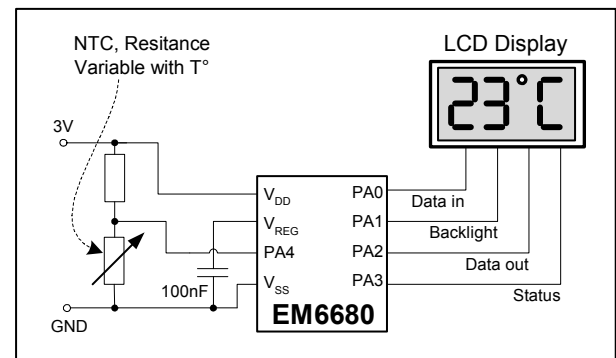 NTC, Resitance
Variable with T°
LCD Display
23°C
3V
V_DD
PA0
Data in
V_REG
PA1
Backlight
PA4
PA2
Data out
100nF
V_SS
PA3
Status
GND
EM6680